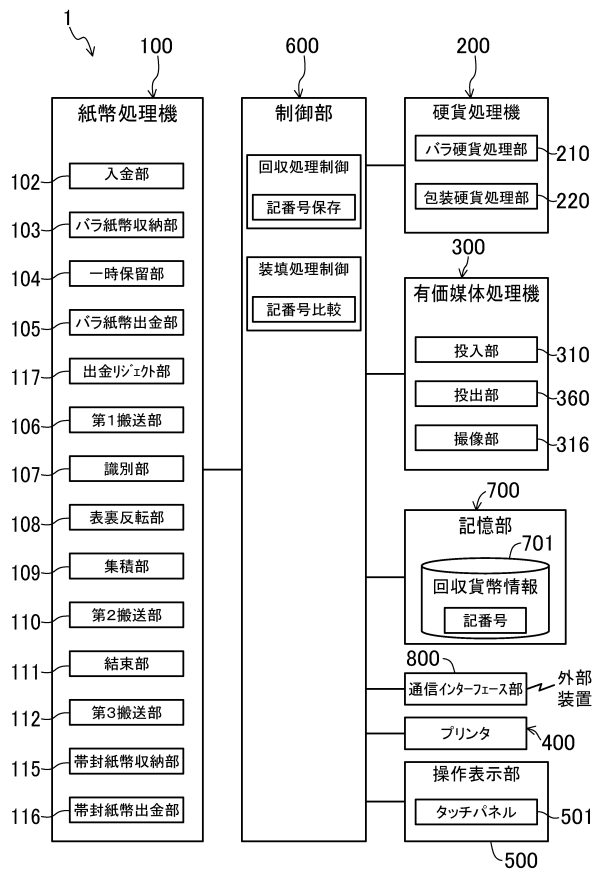 1
100
紙幣処理機
102
入金部
103
バラ紙幣収納部
104
一時保留部
105
バラ紙幣出金部
117
出金リジェクト部
106
第1搬送部
107
識別部
108
表裏反転部
109
集積部
110
第2搬送部
111
結束部
112
第3搬送部
115
帯封紙幣収納部
116
帯封紙幣出金部
600
制御部
回収処理制御
記番号保存
装填処理制御
記番号比較
200
硬貨処理機
バラ硬貨処理部
210
包装硬貨処理部
220
300
有価媒体処理機
投入部
310
投出部
360
撮像部
316
700
記憶部
701
回収貨幣情報
記番号
800
通信インターフェース部
外部
装置
プリンタ
400
操作表示部
タッチパネル
501
500